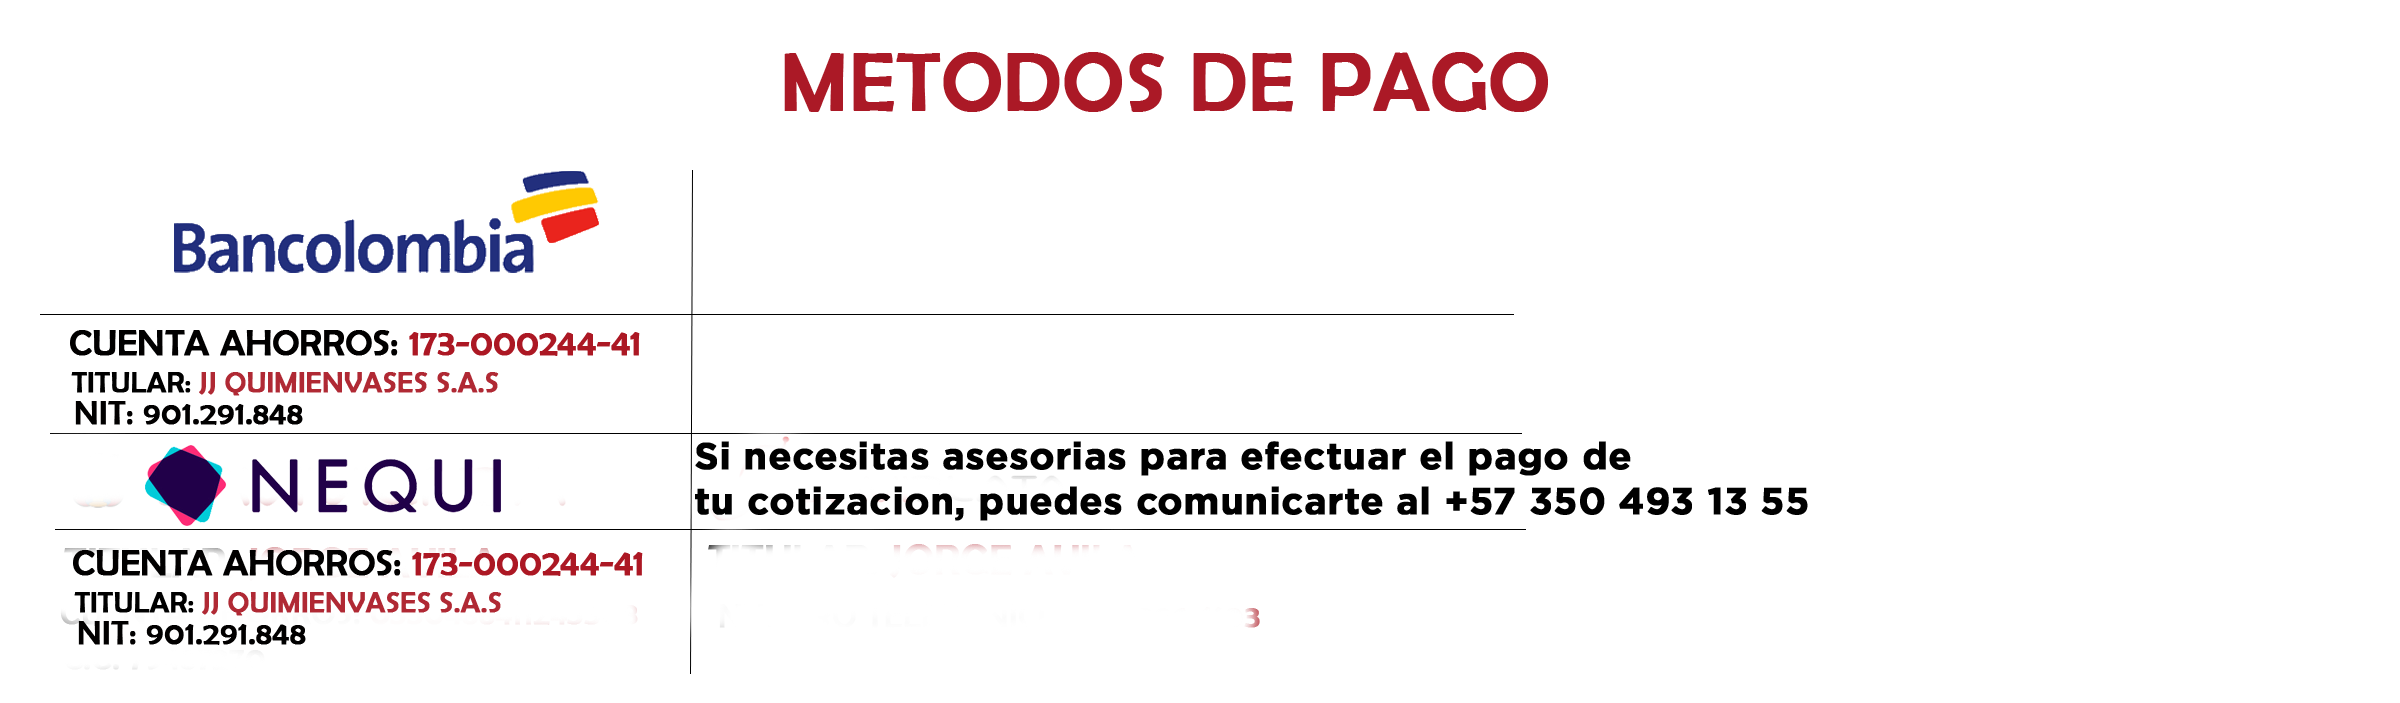 METODOS DE PAGO
Bancolombia
CUENTA AHORROS: 173-000244-41
TITULAR: JJ QUIMIENVASES S.A.S
NIT: 901.291.848
NEQUI
Si necesitas asesorias para efectuar el pago de
tu cotizacion, puedes comunicarte al +57 350 493 13 55
CUENTA AHORROS: 173-000244-41
TITULAR: JJ QUIMIENVASES S.A.S
NIT: 901.291.848